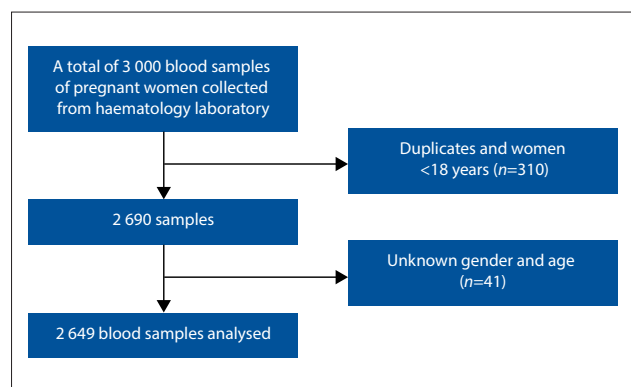 A total of 3 000 blood samples
of pregnant women collected
from haematology laboratory
Duplicates and women
<18 years (n=310)
2 690 samples
Unknown gender and age
(n=41)
2 649 blood samples analysed